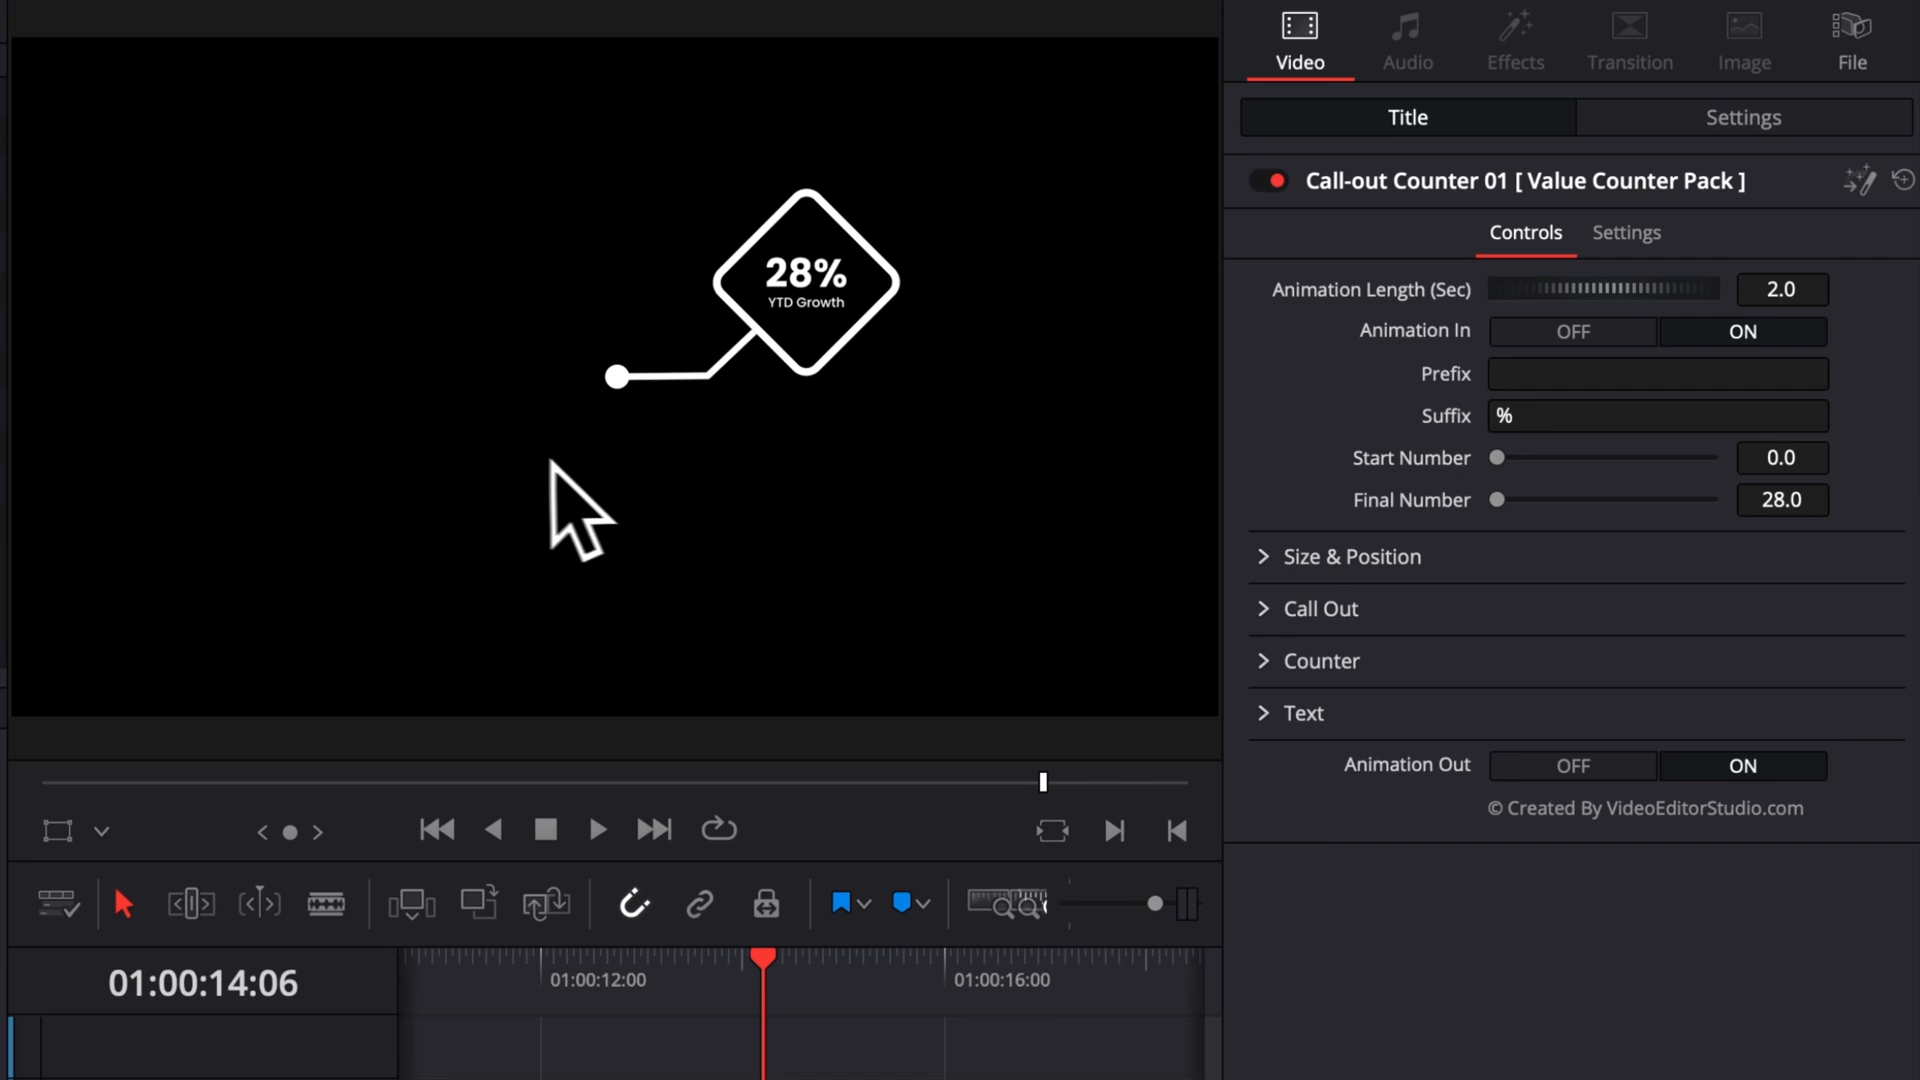 Video
Audio
Effects
Transition
Image
File
Title
Settings
Call-out Counter 01 [ Value Counter Pack ]
Controls
Settings
28%
YTD Growth
Animation Length (Sec)
2.0
Animation In
OFF
ON
Prefix
Suffix
%
Start Number
0.0
Final Number
28.0
Size & Position
Call Out
Counter
Text
Animation Out
OFF
ON
© Created By VideoEditorStudio.com
01:00:14:06
01:00:12:00
01:00:16:00